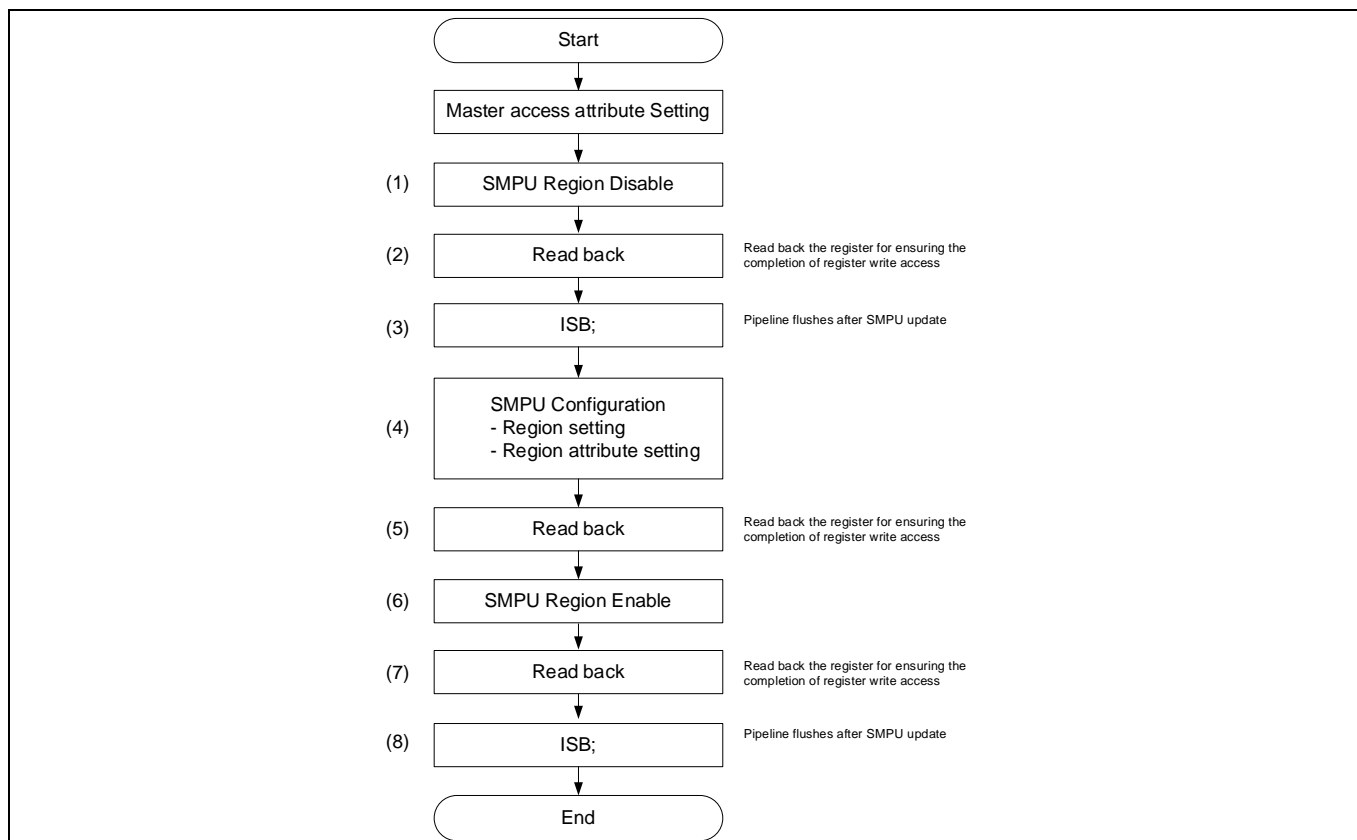 Start
Master access attribute Setting
(1)
SMPU Region Disable
(2)
Read back
Read back the register for ensuring the
completion of register write access
(3)
ISB;
Pipeline flushes after SMPU update
(4)
SMPU Configuration
- Region setting
- Region attribute setting
(5)
Read back
Read back the register for ensuring the
completion of register write access
(6)
SMPU Region Enable
(7)
Read back
Read back the register for ensuring the
completion of register write access
(8)
ISB;
Pipeline flushes after SMPU update
End